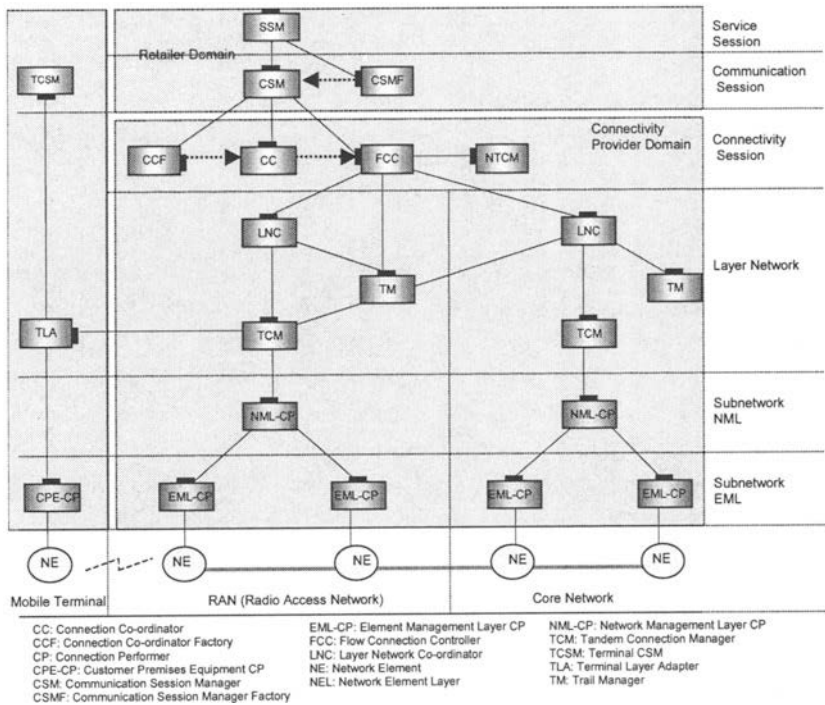 SSM
Service
Session
Retailer Domain
TCSM
CSM
CSMF
Communication
Session
Connectivity
Provider Domain
CCF
CC
FCC
NTCM
Connectivity
Session
LNC
LNC
TM
TM
Layer Network
TLA
TCM
TCM
NML-CP
NML-CP
Subnetwork
NML
CPE-CP
EML-CP
EML-CP
EML-CP
EML-CP
Subnetwork
EML
NE
NE
NE
NE
NE
Mobile Terminal
RAN (Radio Access Network)
Core Network
CC: Connection Co-ordinator
CCF: Connection Co-ordinator Factory
CP: Connection Performer
CPE-CP: Customer Premises Equipment CP
CSM: Communication Session Manager
CSMF: Communication Session Manager Factory
EML-CP: Element Management Layer CP
FCC: Flow Connection Controller
LNC: Layer Network Co-ordinator
NE: Network Element
NEL: Network Element Layer
NML-CP: Network Management Layer CP
TCM: Tandem Connection Manager
TCSM: Terminal CSM
TLA: Terminal Layer Adapter
TM: Trail Manager